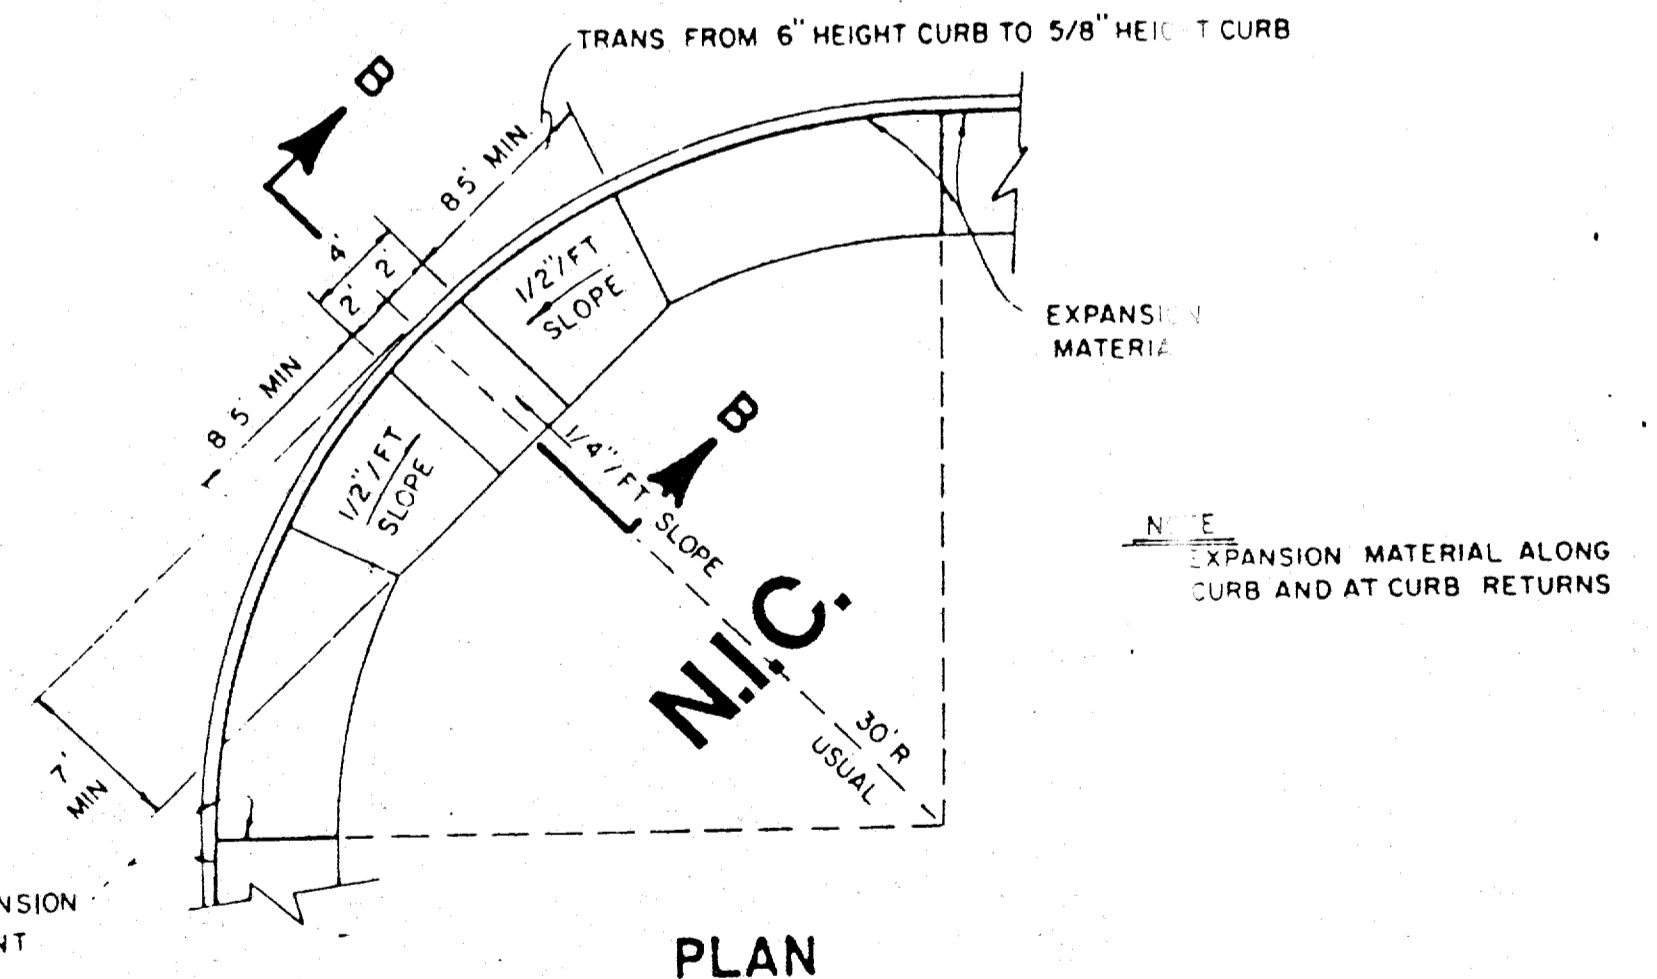 TRANS FROM 6" HEIGHT CURB TO 5/8" HEIGHT CURB
B
8 5' MIN.
4'
2'
2'
8 5' MIN
1/2"/FT
SLOPE
EXPANSION
MATERIA
B
1/2"/FT
SLOPE
1/4"/FT SLOPE
NOTE
EXPANSION MATERIAL ALONG
CURB AND AT CURB RETURNS
N.I.C.
30'R
USUAL
7'
MIN
NSION
NT
PLAN